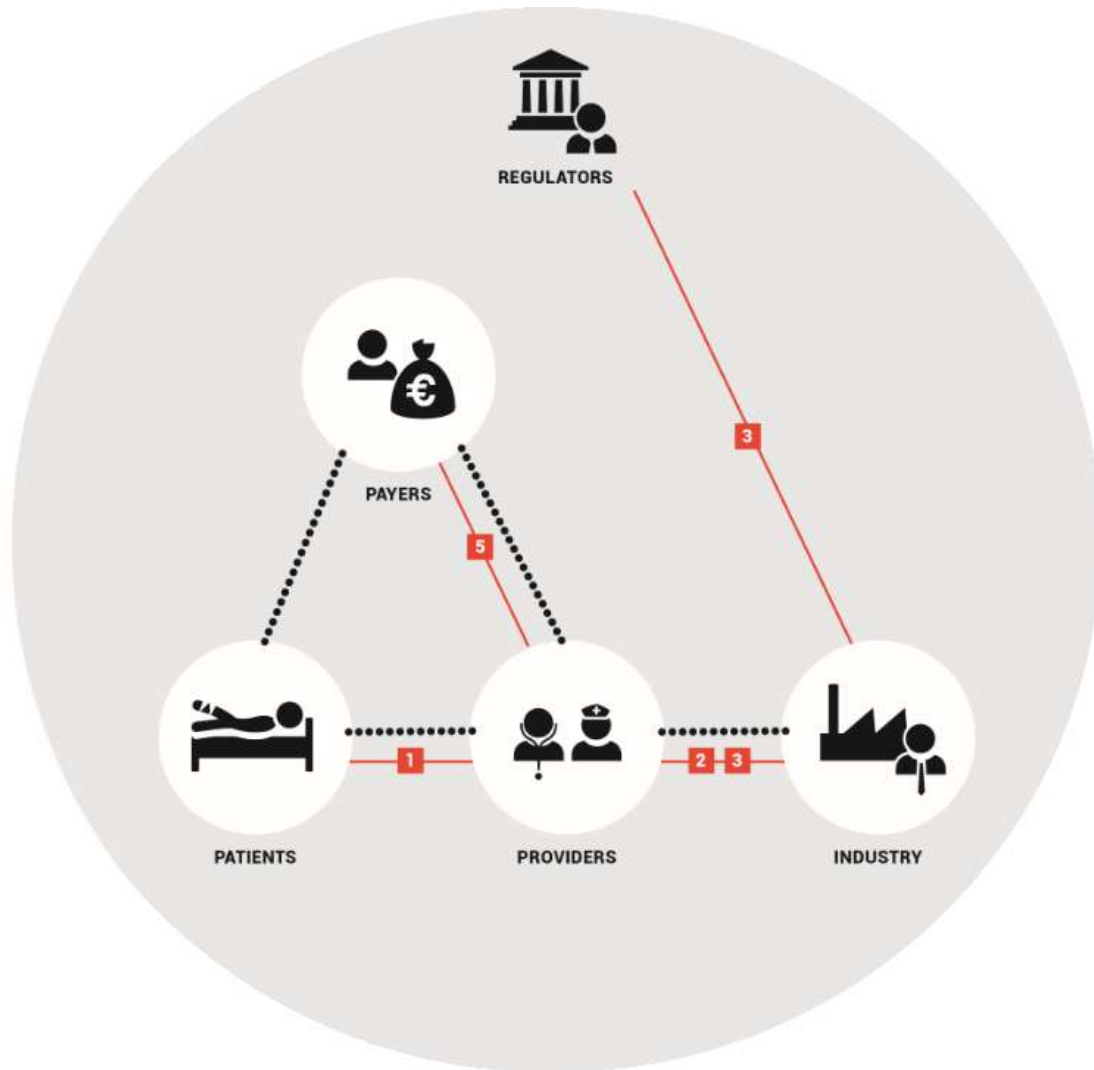 REGULATORS
3
€
PAYERS
5
1
2 3
PATIENTS
PROVIDERS
INDUSTRY